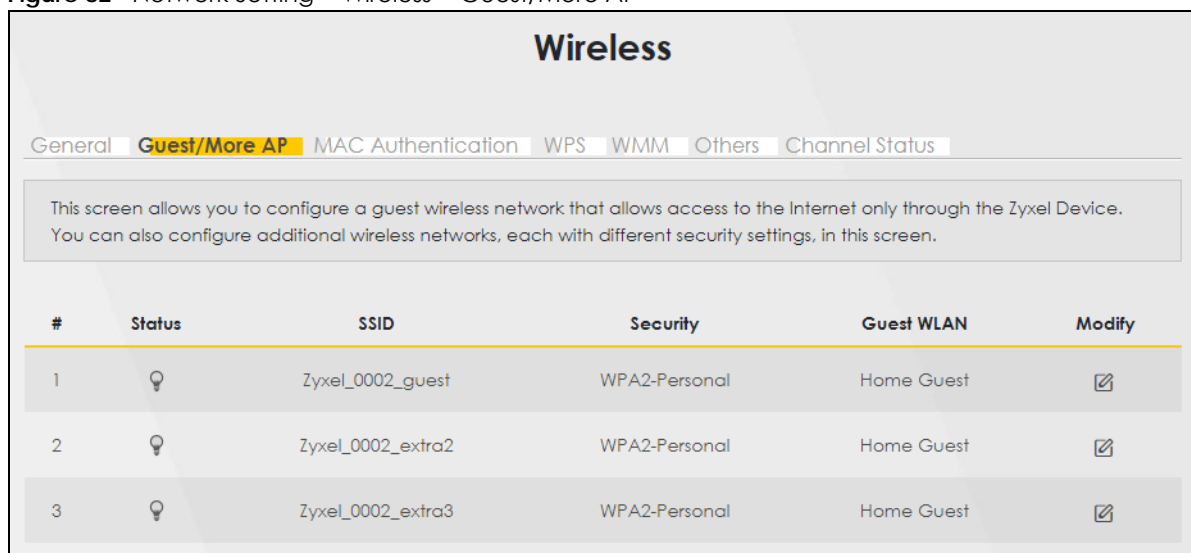 Wireless
General Guest/More AP MAC Authentication WPS WMM Others Channel Status
This screen allows you to configure a guest wireless network that allows access to the Internet only through the Zyxel Device.
You can also configure additional wireless networks, each with different security settings, in this screen.
# Status SSID Security Guest WLAN Modify
1 Zyxel_0002_guest WPA2-Personal Home Guest
2 Zyxel_0002_extra2 WPA2-Personal Home Guest
3 Zyxel_0002_extra3 WPA2-Personal Home Guest